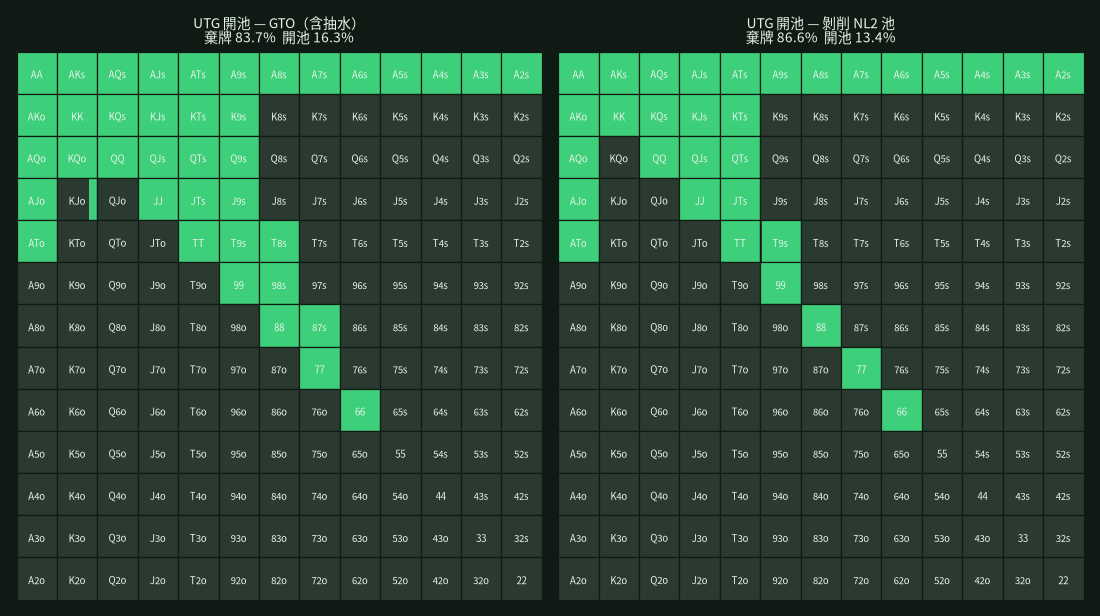 UTG 開池 — GTO（含抽水）
棄牌 83.7% 開池 16.3%
AA AKs AQs AJs ATs A9s A8s A7s A6s A5s A4s A3s A2s
AKo KK KQs KJs KTs K9s K8s K7s K6s K5s K4s K3s K2s
AQo KQo QQ QJs QTs Q9s Q8s Q7s Q6s Q5s Q4s Q3s Q2s
AJo KJo QJo JJ JTs J9s J8s J7s J6s J5s J4s J3s J2s
ATo KTo QTo JTo TT T9s T8s T7s T6s T5s T4s T3s T2s
A9o K9o Q9o J9o T9o 99 98s 97s 96s 95s 94s 93s 92s
A8o K8o Q8o J8o T8o 98o 88 87s 86s 85s 84s 83s 82s
A7o K7o Q7o J7o T7o 97o 87o 77 76s 75s 74s 73s 72s
A6o K6o Q6o J6o T6o 96o 86o 76o 66 65s 64s 63s 62s
A5o K5o Q5o J5o T5o 95o 85o 75o 65o 55 54s 53s 52s
A4o K4o Q4o J4o T4o 94o 84o 74o 64o 54o 44 43s 42s
A3o K3o Q3o J3o T3o 93o 83o 73o 63o 53o 43o 33 32s
A2o K2o Q2o J2o T2o 92o 82o 72o 62o 52o 42o 32o 22
UTG 開池 — 剝削 NL2 池
棄牌 86.6% 開池 13.4%
AA AKs AQs AJs ATs A9s A8s A7s A6s A5s A4s A3s A2s
AKo KK KQs KJs KTs K9s K8s K7s K6s K5s K4s K3s K2s
AQo KQo QQ QJs QTs Q9s Q8s Q7s Q6s Q5s Q4s Q3s Q2s
AJo KJo QJo JJ JTs J9s J8s J7s J6s J5s J4s J3s J2s
ATo KTo QTo JTo TT T9s T8s T7s T6s T5s T4s T3s T2s
A9o K9o Q9o J9o T9o 99 98s 97s 96s 95s 94s 93s 92s
A8o K8o Q8o J8o T8o 98o 88 87s 86s 85s 84s 83s 82s
A7o K7o Q7o J7o T7o 97o 87o 77 76s 75s 74s 73s 72s
A6o K6o Q6o J6o T6o 96o 86o 76o 66 65s 64s 63s 62s
A5o K5o Q5o J5o T5o 95o 85o 75o 65o 55 54s 53s 52s
A4o K4o Q4o J4o T4o 94o 84o 74o 64o 54o 44 43s 42s
A3o K3o Q3o J3o T3o 93o 83o 73o 63o 53o 43o 33 32s
A2o K2o Q2o J2o T2o 92o 82o 72o 62o 52o 42o 32o 22